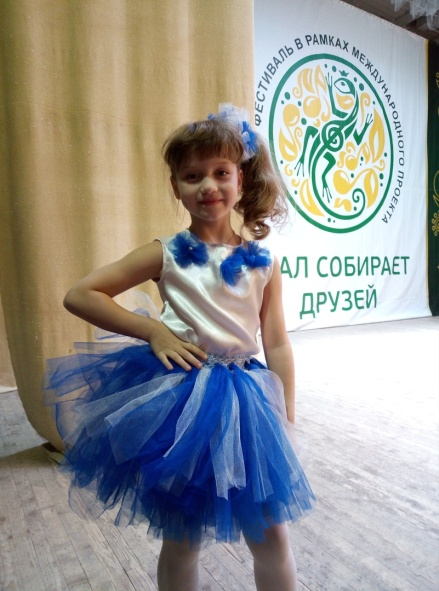 ФЕСТИВАЛЬ В РАМКАХ МЕЖДУНАРОДНОГО ПРОЕКТА
АЛ СОБИРАЕТ
ДРУЗЕЙ